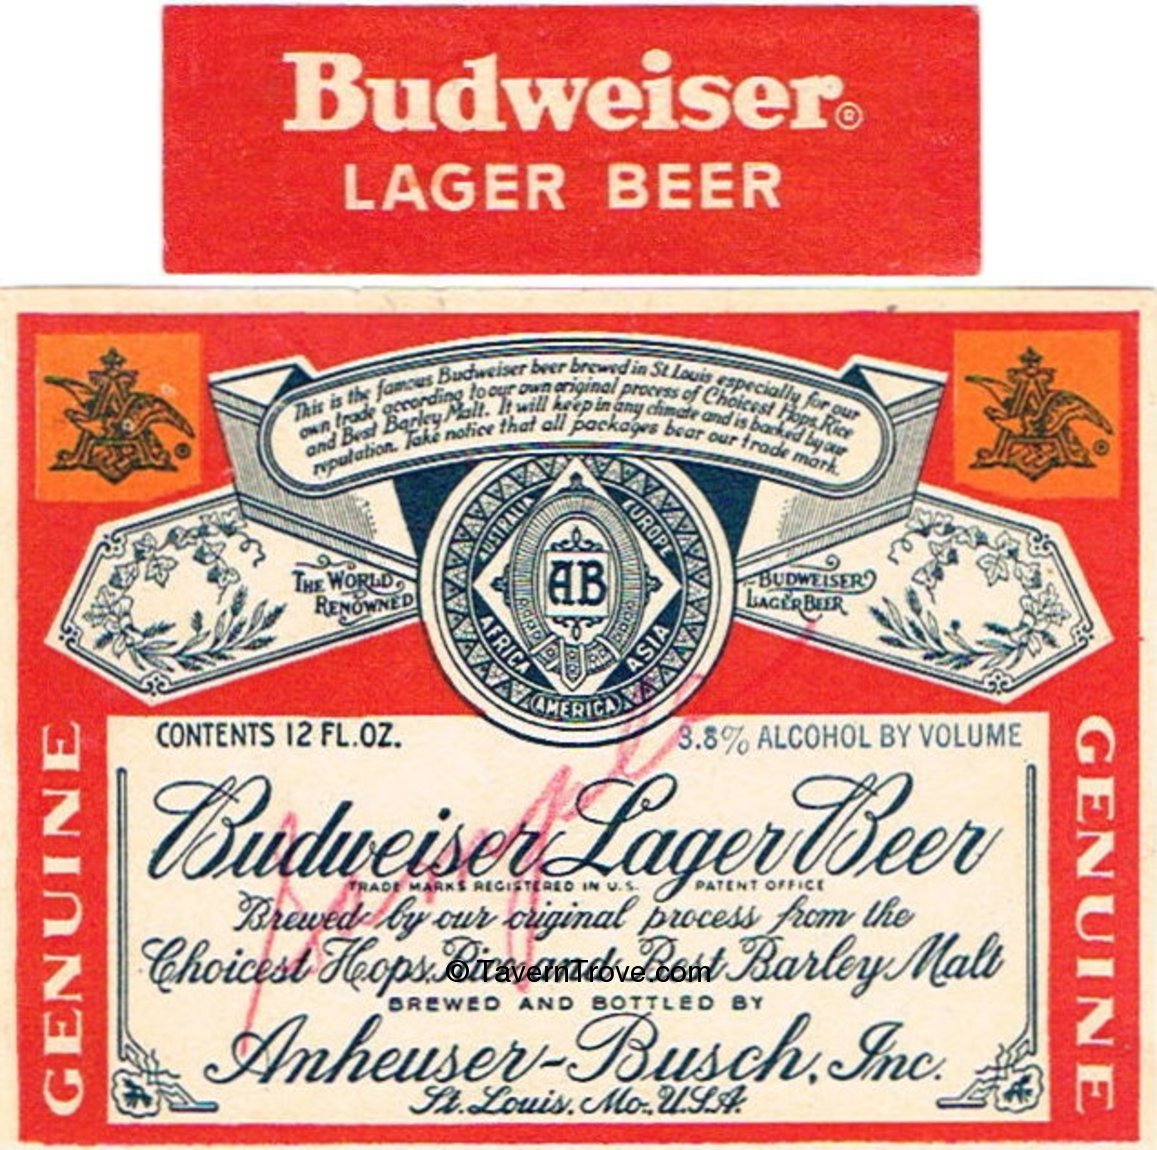 Budweiser®
LAGER BEER
This is the famous Budweiser beer brewed in St. Louis especially for our
own trade according to our own original process of Choicest Hops, Rice
and Best Barley Malt. It will keep in any climate and is backed by our
reputation. Take notice that all packages bear our trade mark.
A
®
A
®
AUSTRALIA
EUROPE
THE WORLD
RENOWNED
AB
BUDWEISER
LAGER BEER
AFRICA
ASIA
AMERICA
GENUINE
CONTENTS 12 FL. OZ.
3.8% ALCOHOL BY VOLUME
Budweiser Lager Beer
TRADE MARKS REGISTERED IN U.S. PATENT OFFICE
Brewed by our original process from the
Choicest Hops, Rice and Best Barley Malt
© TavernTrove.com
BREWED AND BOTTLED BY
Anheuser-Busch, Inc.
St. Louis, Mo., U.S.A.
GENUINE